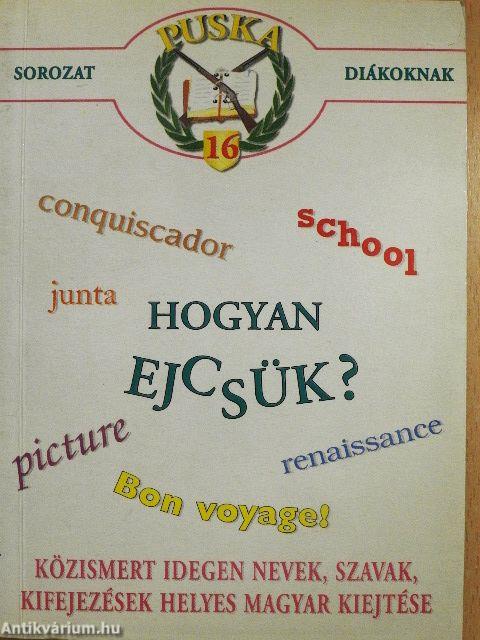 PUSKA
SOROZAT DIÁKOKNAK
16
conquiscador
school
junta
HOGYAN
EJCSÜK?
picture
renaissance
Bon voyage!
KÖZISMERT IDEGEN NEVEK, SZAVAK,
KIFEJEZÉSEK HELYES MAGYAR KIEJTÉSE
Antikvárium.hu